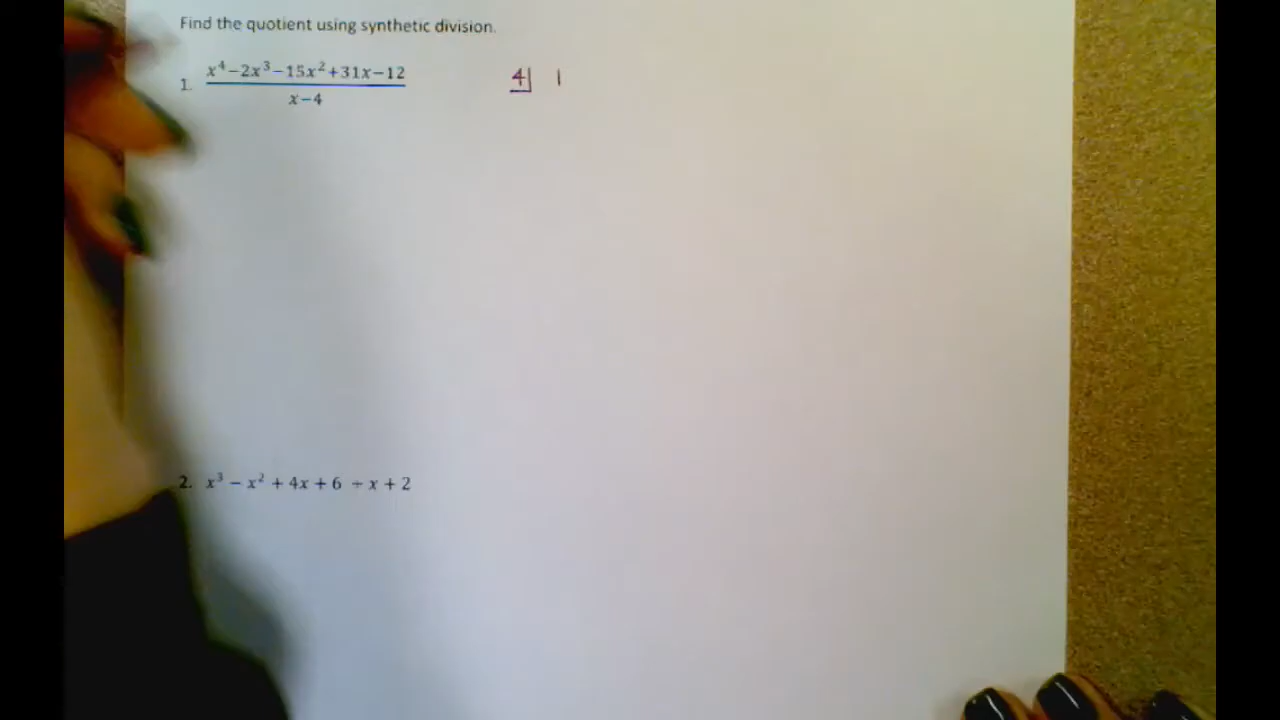 Find the quotient using synthetic division.
1. x⁴−2x³−15x²+31x−12 4| 1
x−4
2. x³ − x² + 4x + 6 ÷ x + 2